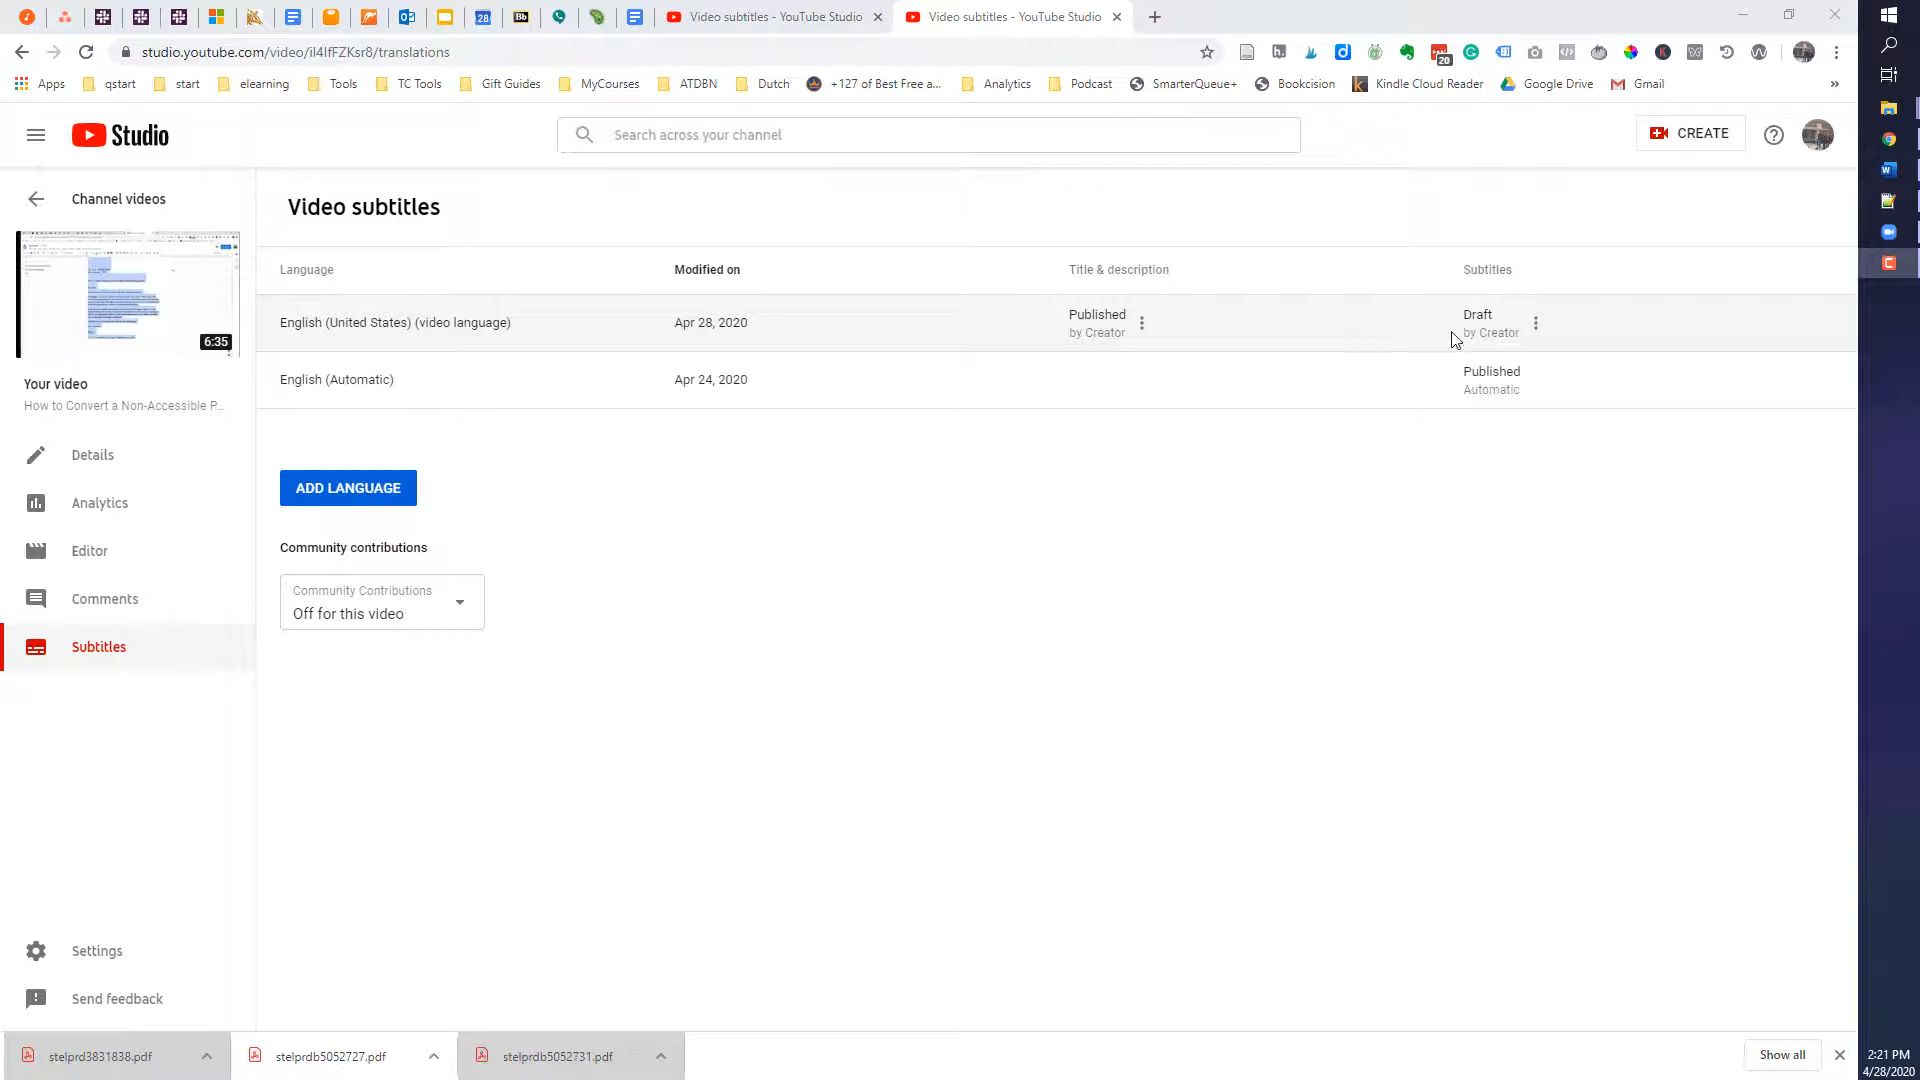 28
Bb
Video subtitles - YouTube Studio
Video subtitles - YouTube Studio
studio.youtube.com/video/il4IfFZKsr8/translations
20
Apps
qstart
start
elearning
Tools
TC Tools
Gift Guides
MyCourses
ATDBN
Dutch
+127 of Best Free a...
Analytics
Podcast
SmarterQueue+
Bookcision
Kindle Cloud Reader
Google Drive
Gmail
»
Studio
Search across your channel
CREATE
Channel videos
6:35
Your video
How to Convert a Non-Accessible P...
Details
Analytics
Editor
Comments
Subtitles
Settings
Send feedback
Video subtitles
Language Modified on Title & description Subtitles
English (United States) (video language) Apr 28, 2020 Published Draft
by Creator by Creator
English (Automatic) Apr 24, 2020 Published
Automatic
ADD LANGUAGE
Community contributions
Community Contributions
Off for this video
stelprd3831838.pdf
stelprdb5052727.pdf
stelprdb5052731.pdf
Show all
2:21 PM
4/28/2020